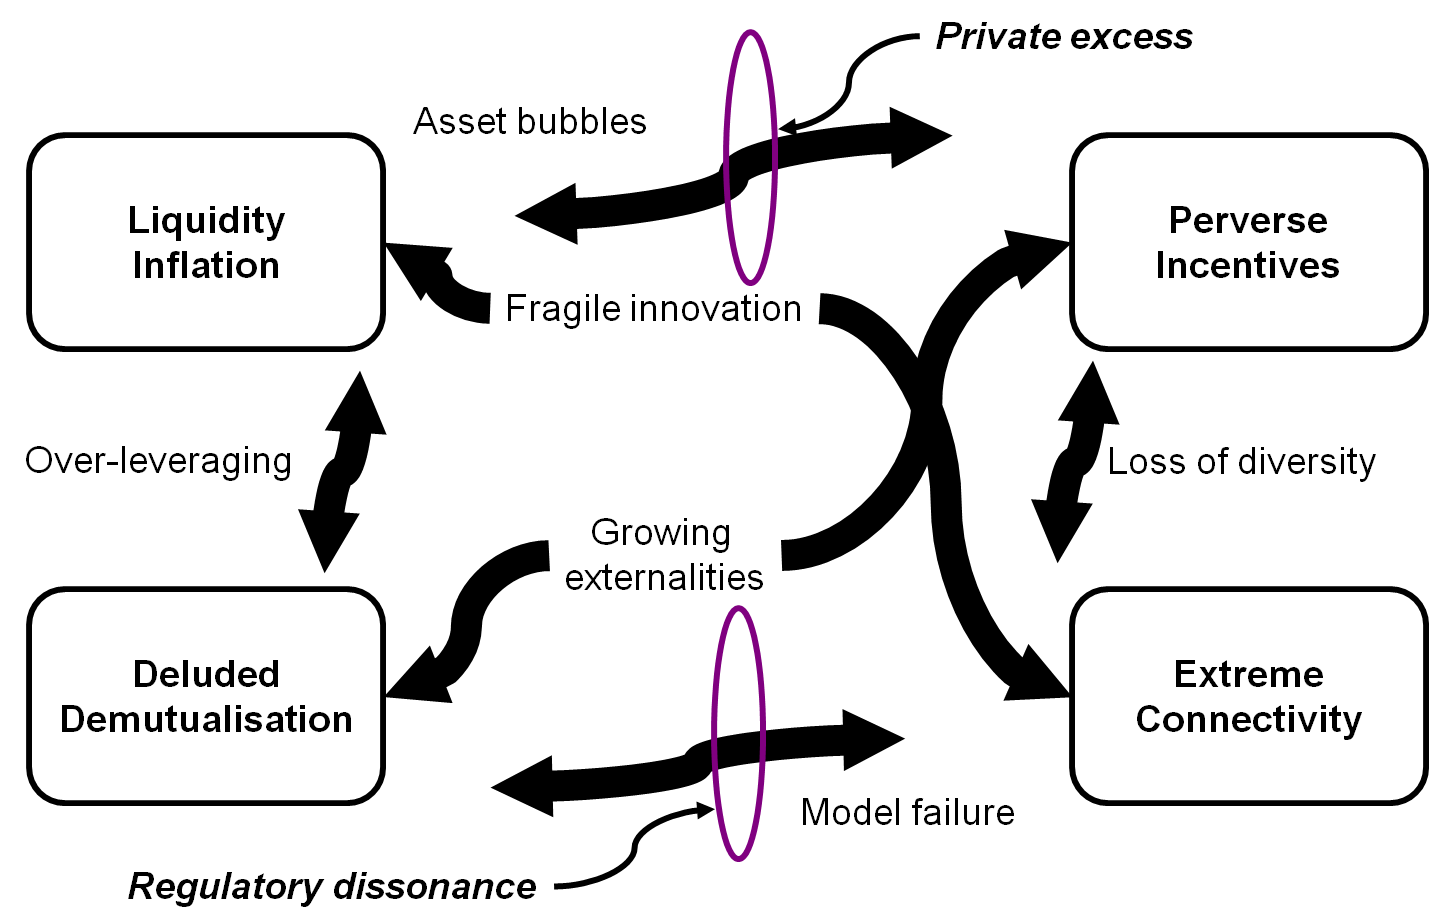 Private excess
Asset bubbles
Liquidity
Inflation
Perverse
Incentives
Fragile innovation
Over-leveraging
Loss of diversity
Growing
externalities
Deluded
Demutualisation
Extreme
Connectivity
Model failure
Regulatory dissonance